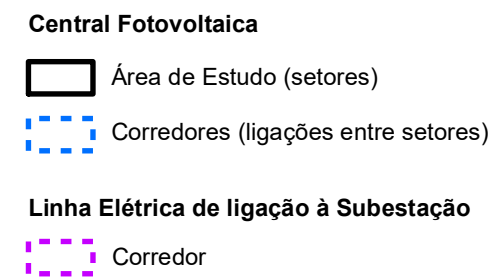 Central Fotovoltaica
Área de Estudo (setores)
Corredores (ligações entre setores)
Linha Elétrica de ligação à Subestação
Corredor